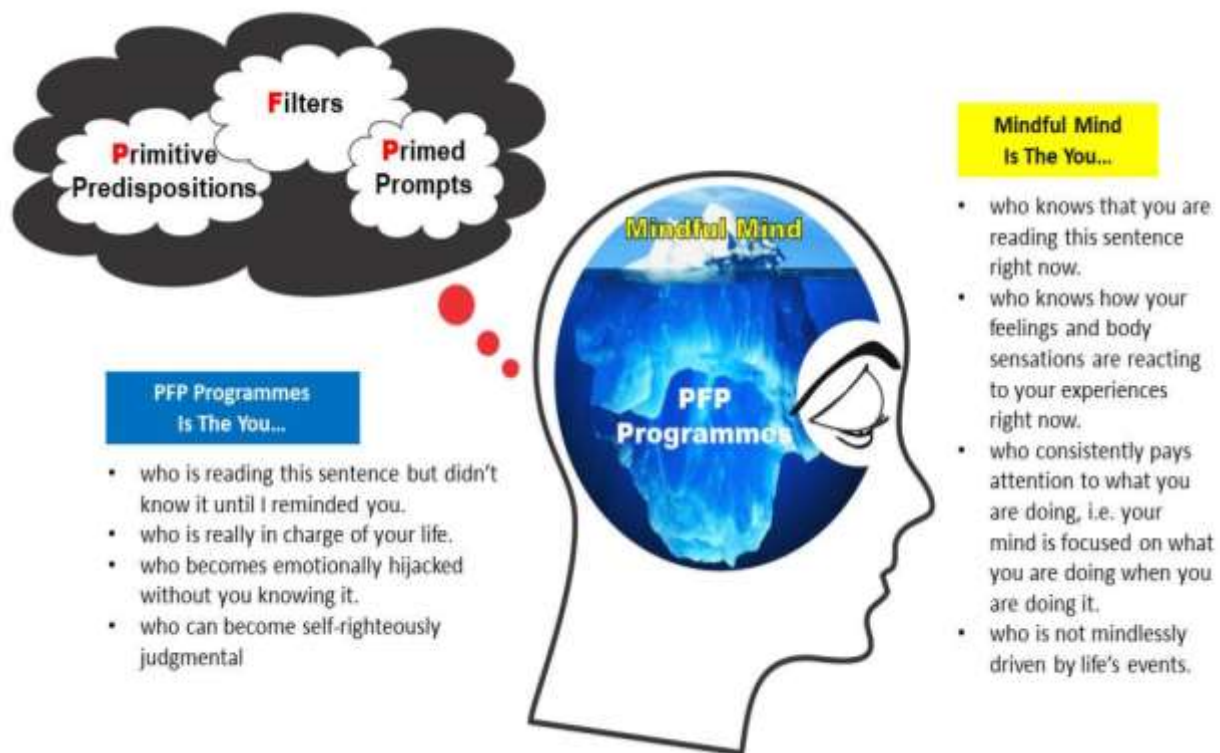 Filters
Primitive
Predispositions
Primed
Prompts
Mindful Mind
PFP
Programmes
PFP Programmes
Is The You...
• who is reading this sentence but didn't
know it until I reminded you.
• who is really in charge of your life.
• who becomes emotionally hijacked
without you knowing it.
• who can become self-righteously
judgmental
Mindful Mind
Is The You...
• who knows that you are
reading this sentence
right now.
• who knows how your
feelings and body
sensations are reacting
to your experiences
right now.
• who consistently pays
attention to what you
are doing, i.e. your
mind is focused on what
you are doing when you
are doing it.
• who is not mindlessly
driven by life's events.